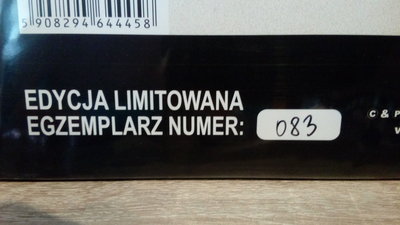 5 908294 644458
EDYCJA LIMITOWANA
EGZEMPLARZ NUMER: 083
C & P